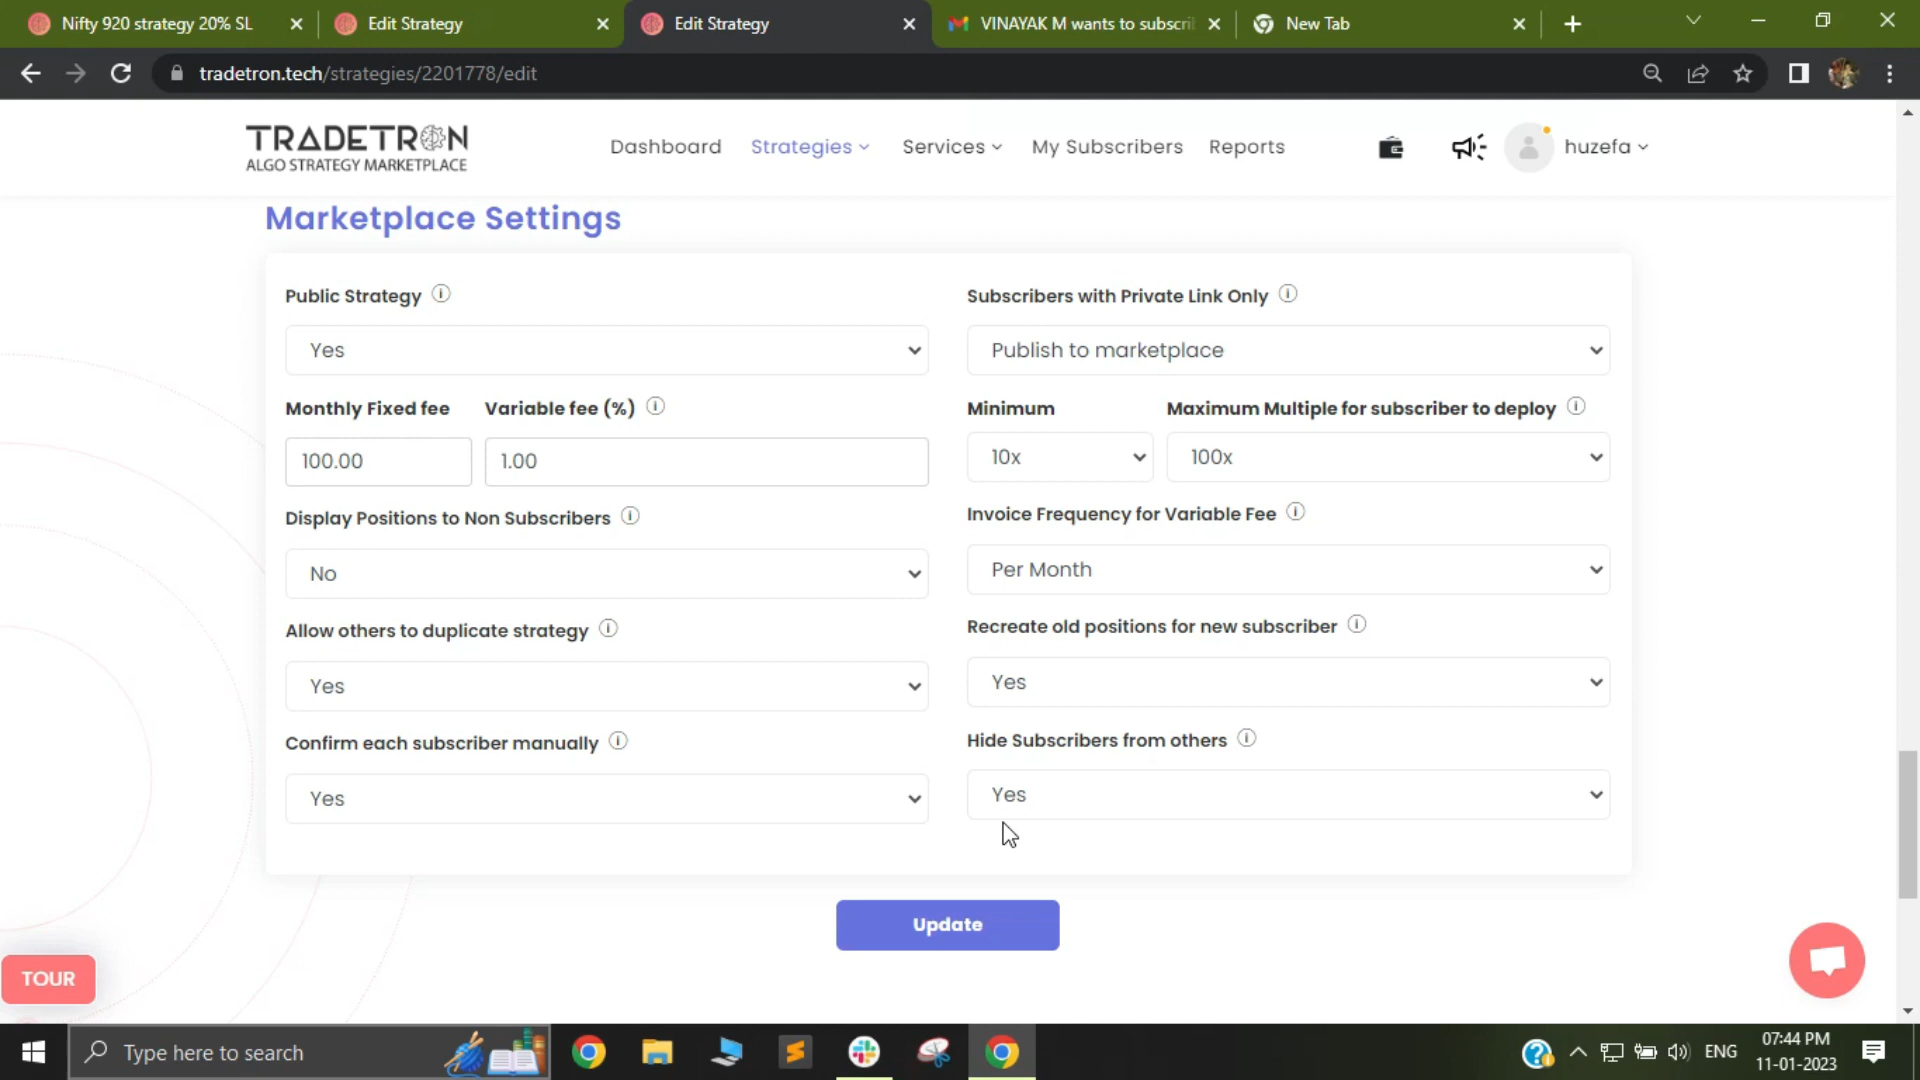 Nifty 920 strategy 20% SL
Edit Strategy
Edit Strategy
VINAYAK M wants to subscri
New Tab
tradetron.tech/strategies/2201778/edit
TRADETRON
ALGO STRATEGY MARKETPLACE
Dashboard
Strategies
Services
My Subscribers
Reports
huzefa
Marketplace Settings
Public Strategy
Yes
Subscribers with Private Link Only
Publish to marketplace
Monthly Fixed fee
100.00
Variable fee (%)
1.00
Minimum
10x
Maximum Multiple for subscriber to deploy
100x
Display Positions to Non Subscribers
No
Invoice Frequency for Variable Fee
Per Month
Allow others to duplicate strategy
Yes
Recreate old positions for new subscriber
Yes
Confirm each subscriber manually
Yes
Hide Subscribers from others
Yes
Update
TOUR
Type here to search
ENG
07:44 PM
11-01-2023